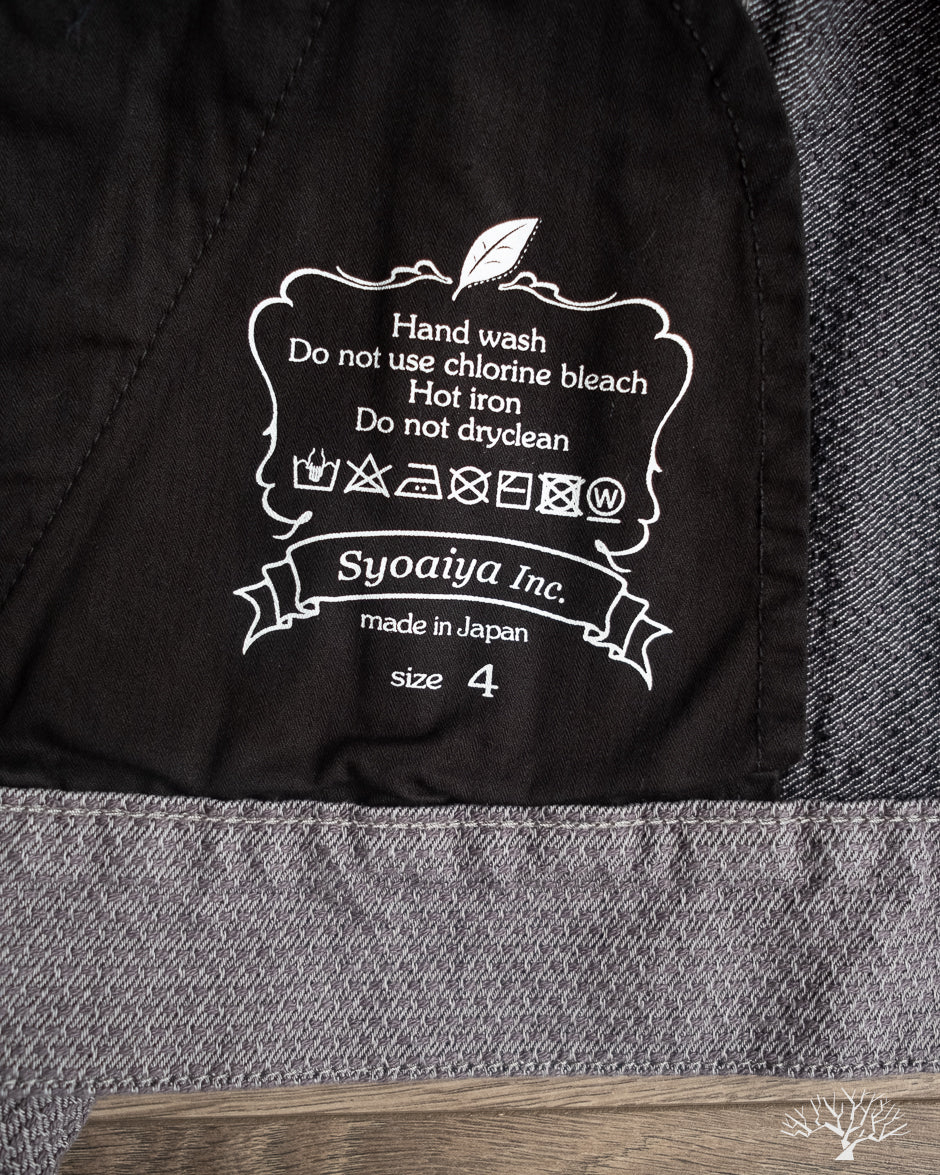 Hand wash
Do not use chlorine bleach
Hot iron
Do not dryclean
W
Syoaiya Inc.
made in Japan
size 4